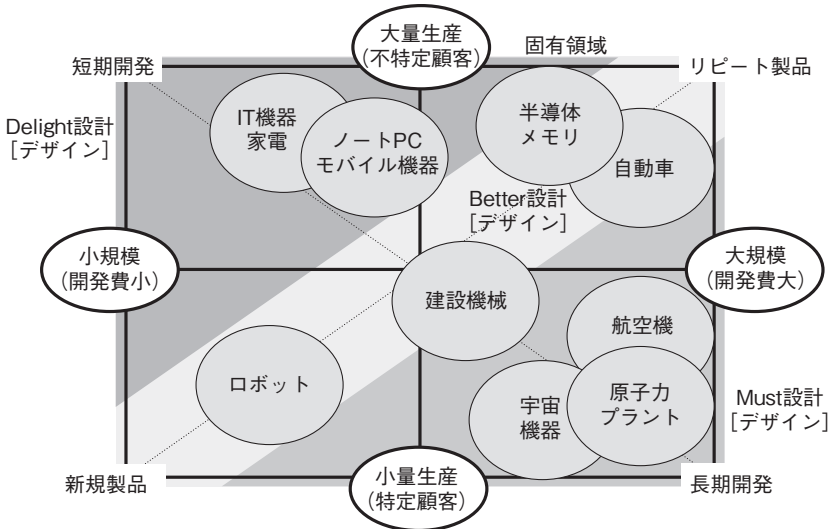 大量生産
(不特定顧客)
固有領域
短期開発
リピート製品
IT機器
家電
ノートPC
モバイル機器
半導体
メモリ
自動車
Delight設計
[デザイン]
Better設計
[デザイン]
小規模
(開発費小)
大規模
(開発費大)
建設機械
航空機
ロボット
宇宙
機器
原子力
プラント
Must設計
[デザイン]
新規製品
小量生産
(特定顧客)
長期開発